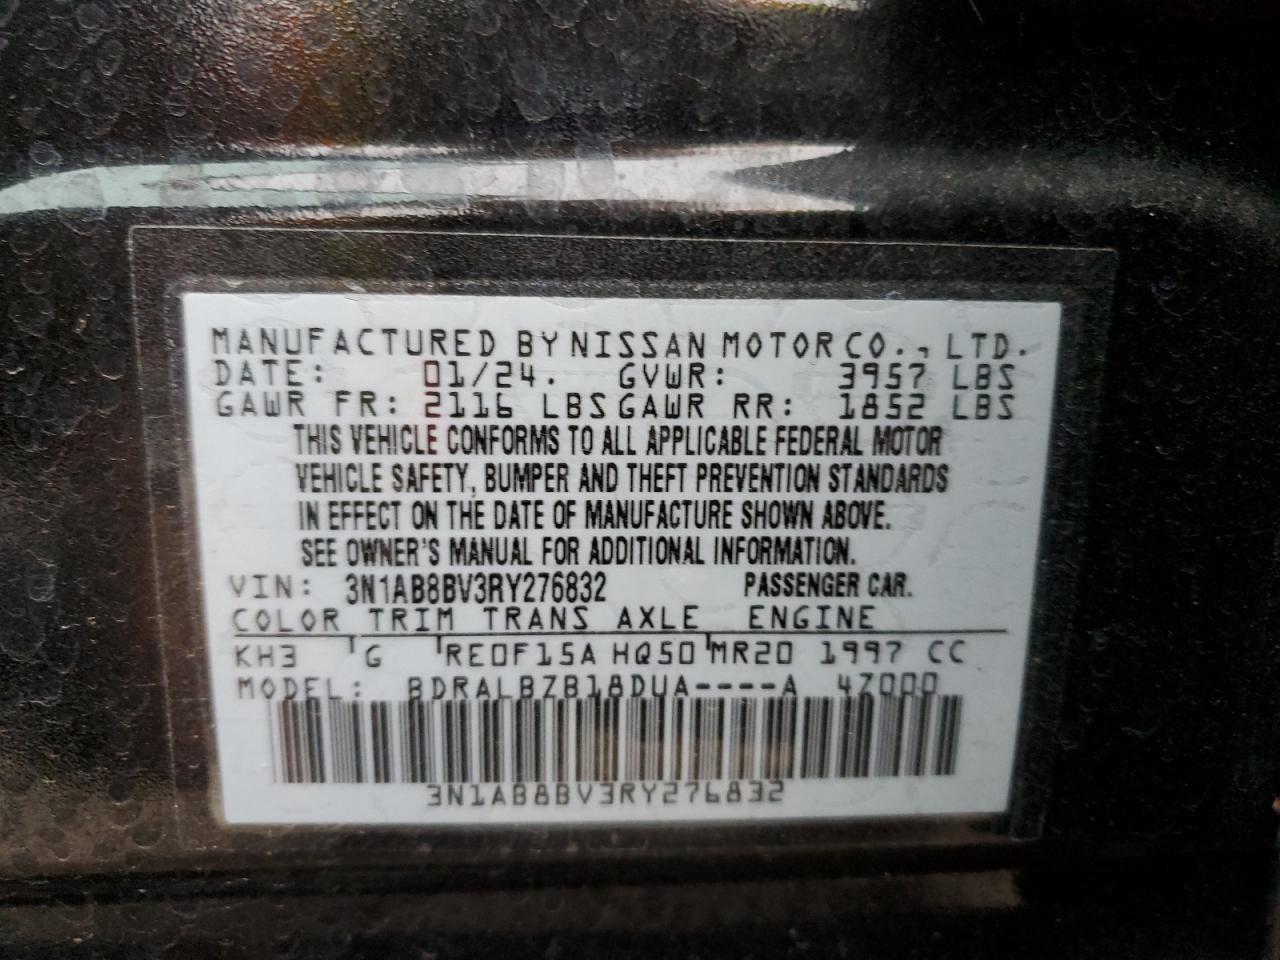 MANUFACTURED BY NISSAN MOTOR CO., LTD.
DATE: 01/24. GVWR: 3957 LBS
GAWR FR: 2116 LBS GAWR RR: 1852 LBS
THIS VEHICLE CONFORMS TO ALL APPLICABLE FEDERAL MOTOR
VEHICLE SAFETY, BUMPER AND THEFT PREVENTION STANDARDS
IN EFFECT ON THE DATE OF MANUFACTURE SHOWN ABOVE.
SEE OWNER'S MANUAL FOR ADDITIONAL INFORMATION.
VIN: 3N1AB8BV3RY276832 PASSENGER CAR.
COLOR TRIM TRANS AXLE ENGINE
KH3 G RE0F15A HQ50 MR20 1997 CC
MODEL: BDRALBZB18DUA----A 4Z000
3N1AB8BV3RY276832